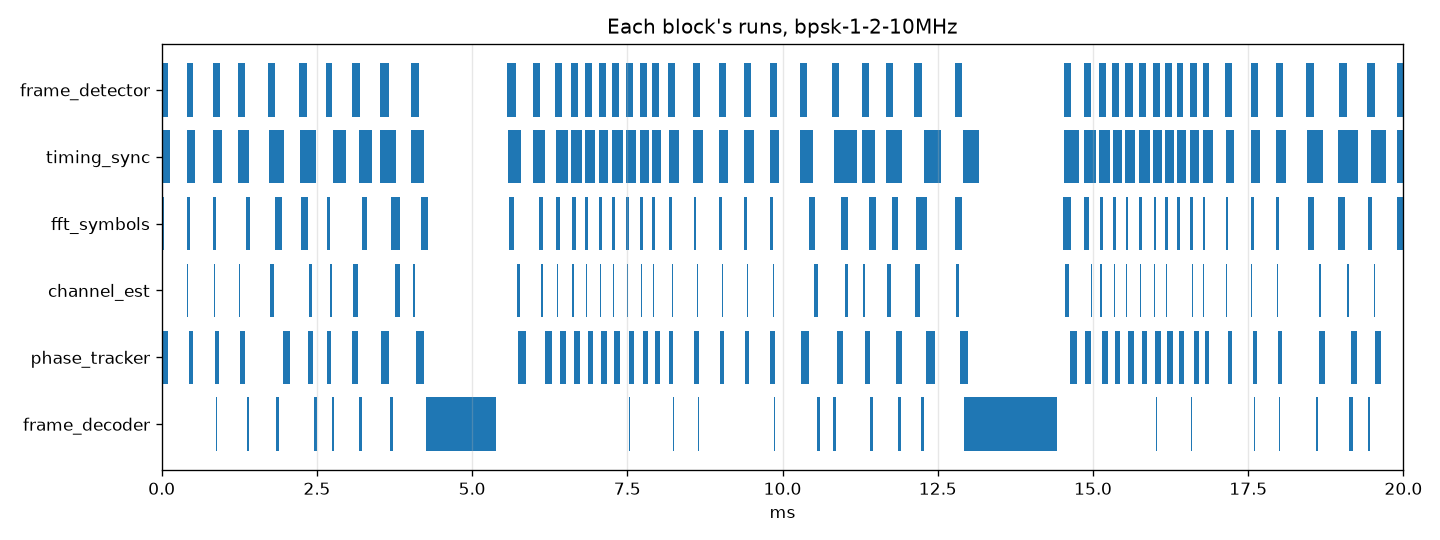 Each block's runs, bpsk-1-2-10MHz
frame_detector
timing_sync
fft_symbols
channel_est
phase_tracker
frame_decoder
0.0 2.5 5.0 7.5 10.0 12.5 15.0 17.5 20.0
ms